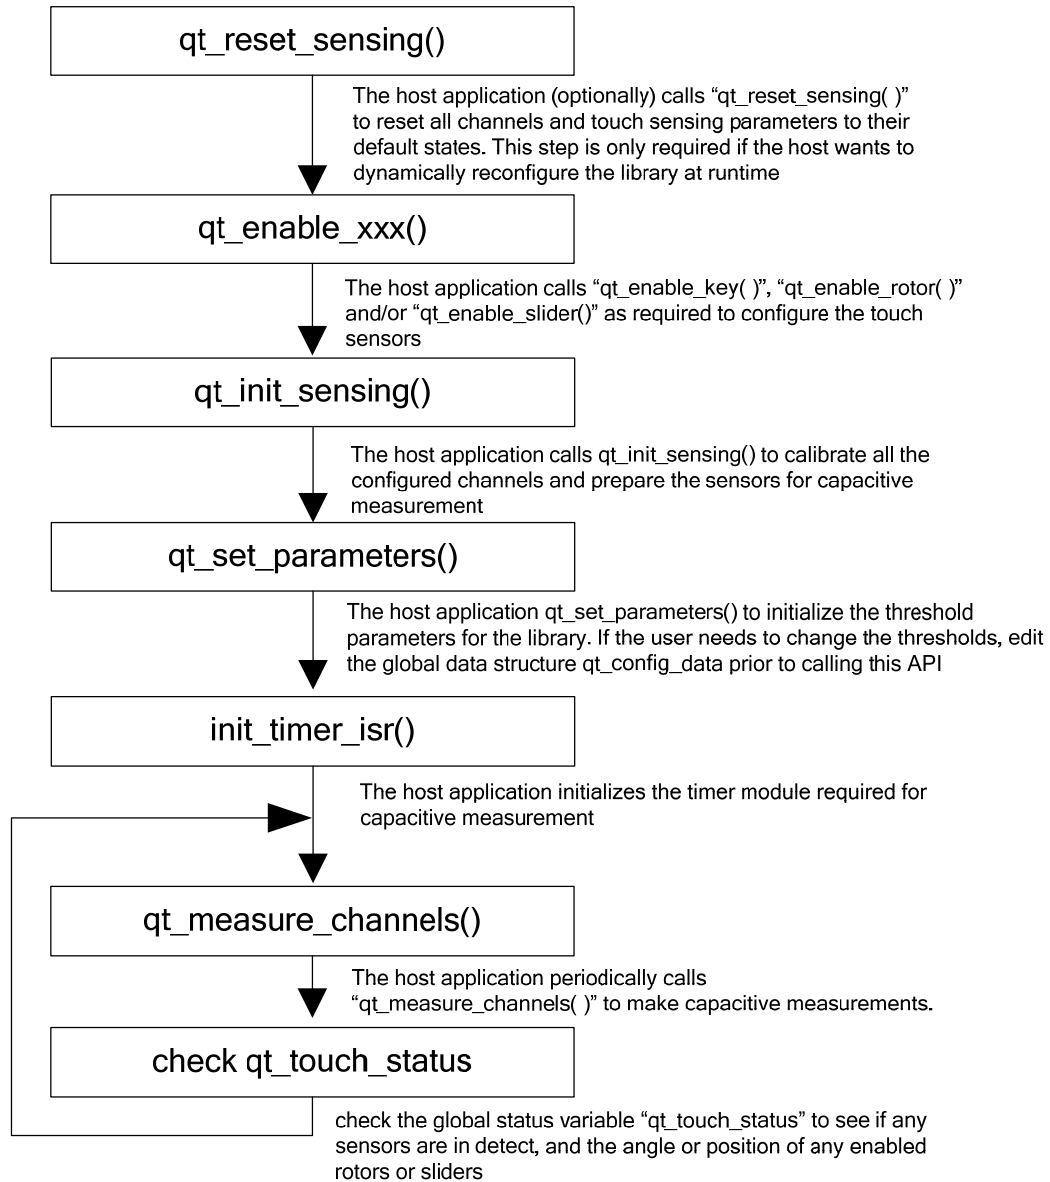 qt_reset_sensing()
The host application (optionally) calls “qt_reset_sensing( )”
to reset all channels and touch sensing parameters to their
default states. This step is only required if the host wants to
dynamically reconfigure the library at runtime
qt_enable_xxx()
The host application calls “qt_enable_key( )”, “qt_enable_rotor( )”
and/or “qt_enable_slider()” as required to configure the touch
sensors
qt_init_sensing()
The host application calls qt_init_sensing() to calibrate all the
configured channels and prepare the sensors for capacitive
measurement
qt_set_parameters()
The host application qt_set_parameters() to initialize the threshold
parameters for the library. If the user needs to change the thresholds, edit
the global data structure qt_config_data prior to calling this API
init_timer_isr()
The host application initializes the timer module required for
capacitive measurement
qt_measure_channels()
The host application periodically calls
“qt_measure_channels( )” to make capacitive measurements.
check qt_touch_status
check the global status variable “qt_touch_status” to see if any
sensors are in detect, and the angle or position of any enabled
rotors or sliders